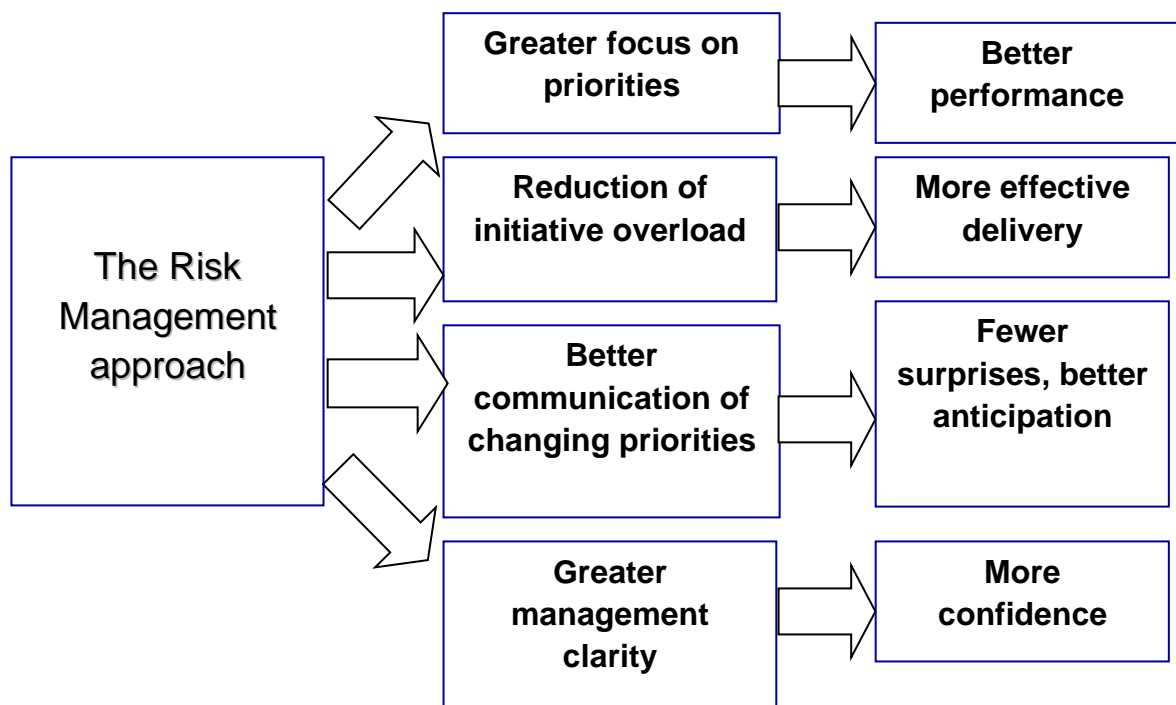 The Risk
Management
approach
Greater focus on
priorities
Better
performance
Reduction of
initiative overload
More effective
delivery
Better
communication of
changing priorities
Fewer
surprises, better
anticipation
Greater
management
clarity
More
confidence